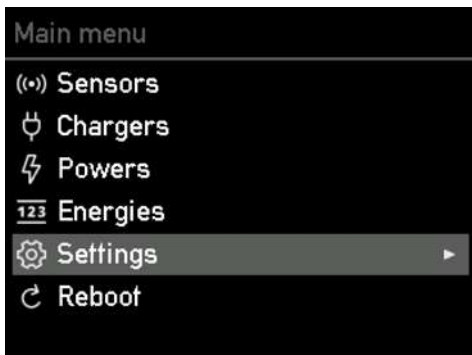 Main menu
Sensors
Chargers
Powers
123 Energies
Settings
Reboot